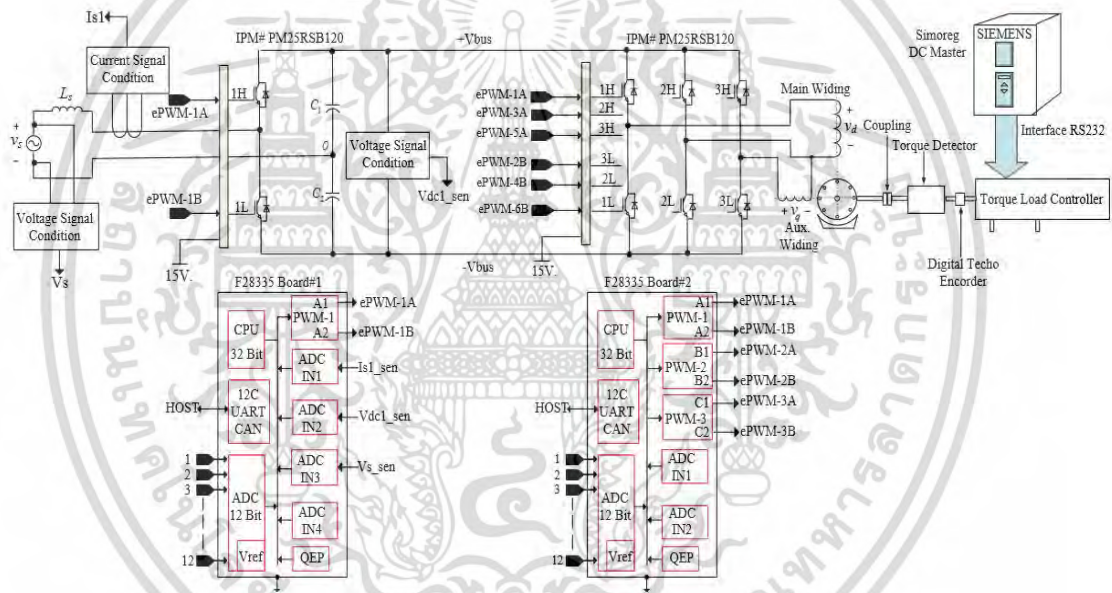 Is1
Current Signal
Condition
IPM# PM25RSB120
+Vbus
IPM# PM25RSB120
Simoreg
DC Master
SIEMENS
Ls
ePWM-1A
1H
C1
ePWM-1A
ePWM-3A
ePWM-5A
1H
2H
3H
2H
3H
Main Widing
+
vd
−
Coupling
Torque Detector
Interface RS232
+
vs
−
0
Voltage Signal
Condition
Vdc1_sen
ePWM-2B
ePWM-4B
ePWM-6B
3L
2L
1L
2L
3L
ePWM-1B
1L
C2
+ vq −
Aux.
Widing
Torque Load Controller
Voltage Signal
Condition
Vs
15V.
-Vbus
15V.
Digital Techo
Encorder
F28335 Board#1
CPU
32 Bit
A1
PWM-1
A2
ePWM-1A
ePWM-1B
ADC
IN1
Is1_sen
HOST
12C
UART
CAN
ADC
IN2
Vdc1_sen
1
2
3
12
ADC
12 Bit
Vref
ADC
IN3
Vs_sen
ADC
IN4
QEP
F28335 Board#2
CPU
32 Bit
A1
PWM-1
A2
ePWM-1A
ePWM-1B
B1
PWM-2
B2
ePWM-2A
ePWM-2B
HOST
12C
UART
CAN
C1
PWM-3
C2
ePWM-3A
ePWM-3B
1
2
3
12
ADC
12 Bit
Vref
ADC
IN1
ADC
IN2
QEP